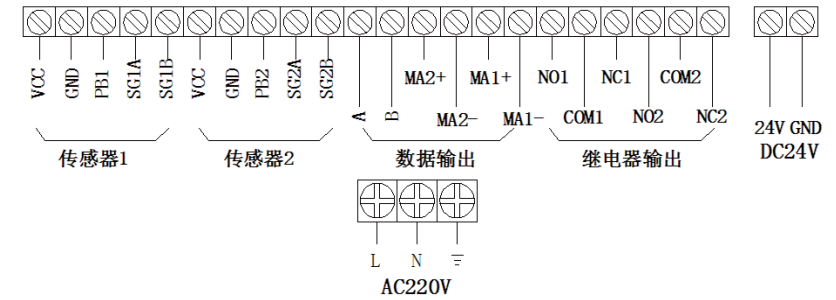 VCC GND PB1 SG1A SG1B VCC GND PB2 SG2A SG2B A B MA2+ MA2- MA1+ MA1- NO1 COM1 NC1 NO2 COM2 NC2 24V GND
传感器1 传感器2 数据输出 继电器输出 DC24V
L N
AC220V